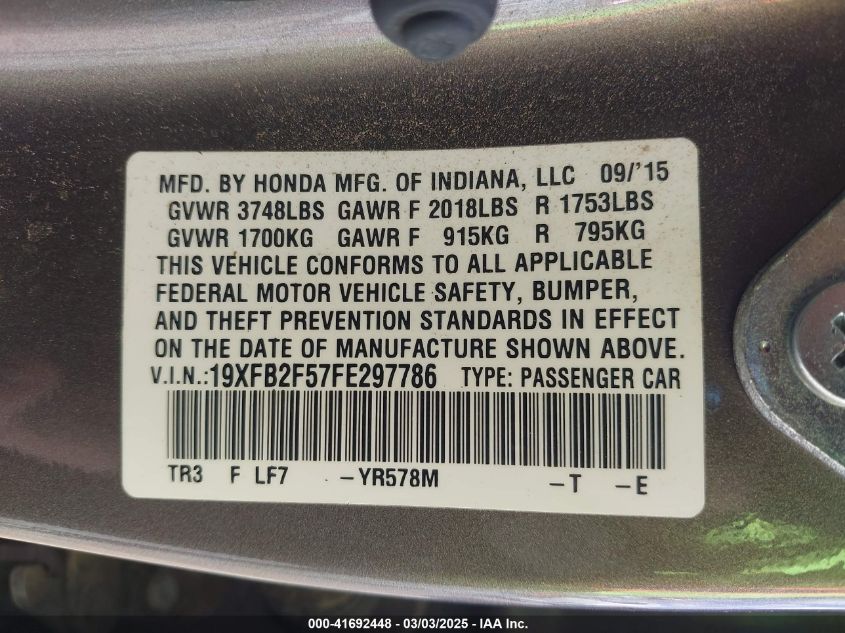 MFD. BY HONDA MFG. OF INDIANA, LLC 09/'15
GVWR 3748LBS GAWR F 2018LBS R 1753LBS
GVWR 1700KG GAWR F 915KG R 795KG
THIS VEHICLE CONFORMS TO ALL APPLICABLE
FEDERAL MOTOR VEHICLE SAFETY, BUMPER,
AND THEFT PREVENTION STANDARDS IN EFFECT
ON THE DATE OF MANUFACTURE SHOWN ABOVE.
V.I.N.:19XFB2F57FE297786 TYPE: PASSENGER CAR
TR3 F LF7 -YR578M -T -E
000-41692448 - 03/03/2025 - IAA Inc.